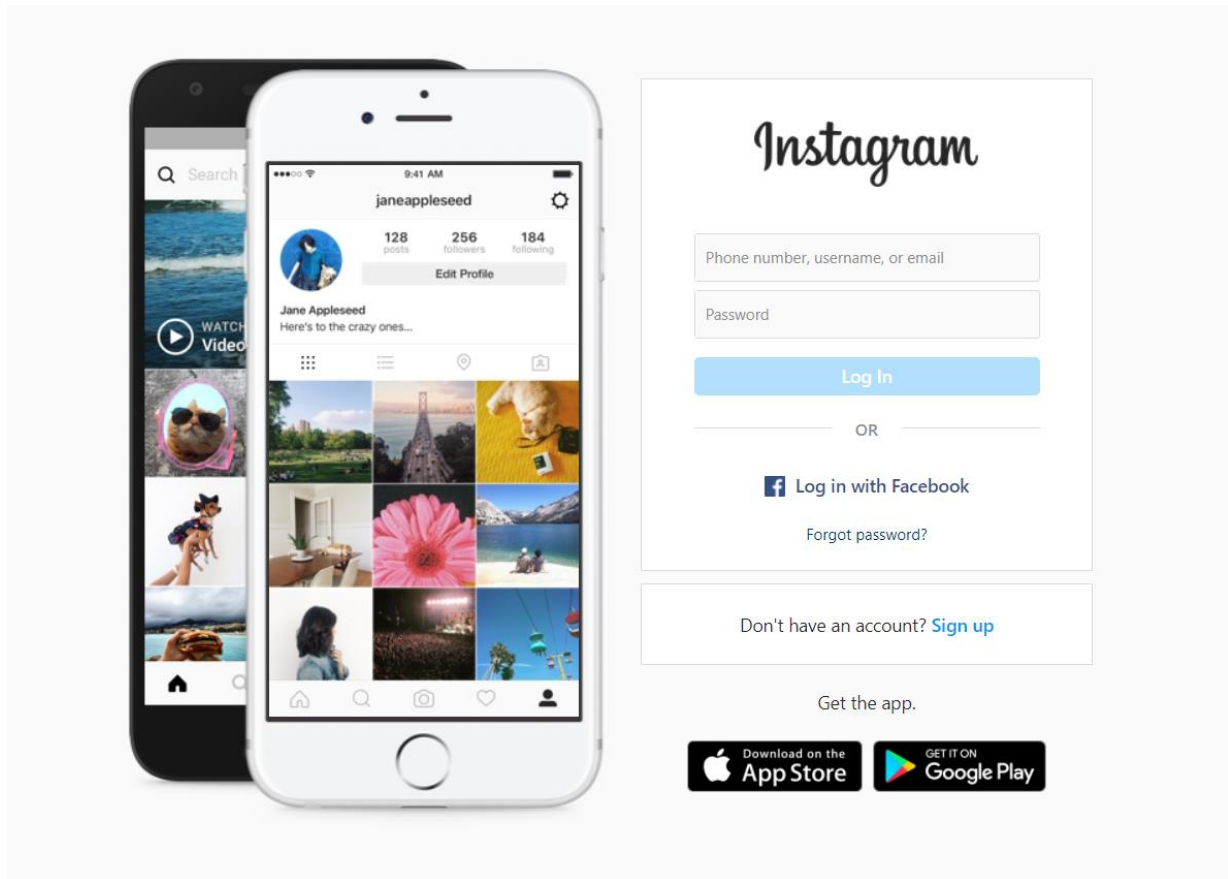 Search
WATCH
Video
9:41 AM
janeappleseed
128 256 184
posts followers following
Edit Profile
Jane Appleseed
Here's to the crazy ones...
Instagram
Phone number, username, or email
Password
Log In
OR
Log in with Facebook
Forgot password?
Don't have an account? Sign up
Get the app.
Download on the
App Store
GET IT ON
Google Play